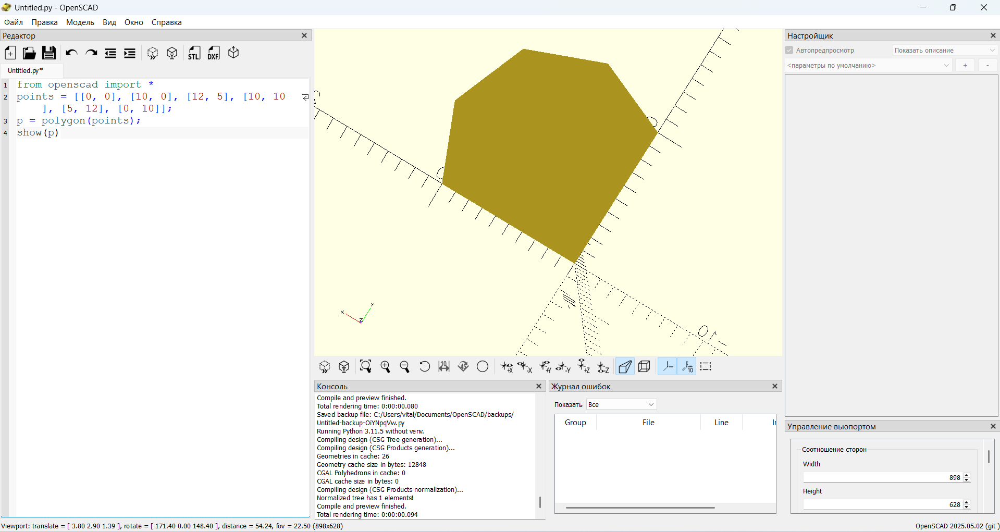 Untitled.py - OpenSCAD
Файл Правка Модель Вид Окно Справка
Редактор
STL DXF
Untitled.py*
1 from openscad import *
2 points = [[0, 0], [10, 0], [12, 5], [10, 10
], [5, 12], [0, 10]];
3 p = polygon(points);
4 show(p)
-10
X Y Z
10 45 +X -X +Y -Y +Z -Z 10
Консоль
Compile and preview finished.
Total rendering time: 0:00:00.080
Saved backup file: C:/Users/vital/Documents/OpenSCAD/backups/
Untitled-backup-OiYNpqVw.py
Running Python 3.11.5 without venv.
Compiling design (CSG Tree generation)...
Compiling design (CSG Products generation)...
Geometries in cache: 26
Geometry cache size in bytes: 12848
CGAL Polyhedrons in cache: 0
CGAL cache size in bytes: 0
Compiling design (CSG Products normalization)...
Normalized tree has 1 elements!
Compile and preview finished.
Total rendering time: 0:00:00.094
Журнал ошибок
Показать Все
Group File Line
Настройщик
Автопредпросмотр Показать описание
<параметры по умолчанию> + -
Управление вьюпортом
Соотношение сторон
Width
898
Height
628
Viewport: translate = [ 3.80 2.90 1.39 ], rotate = [ 171.40 0.00 148.40 ], distance = 54.24, fov = 22.50 (898x628)
OpenSCAD 2025.05.02 (git )